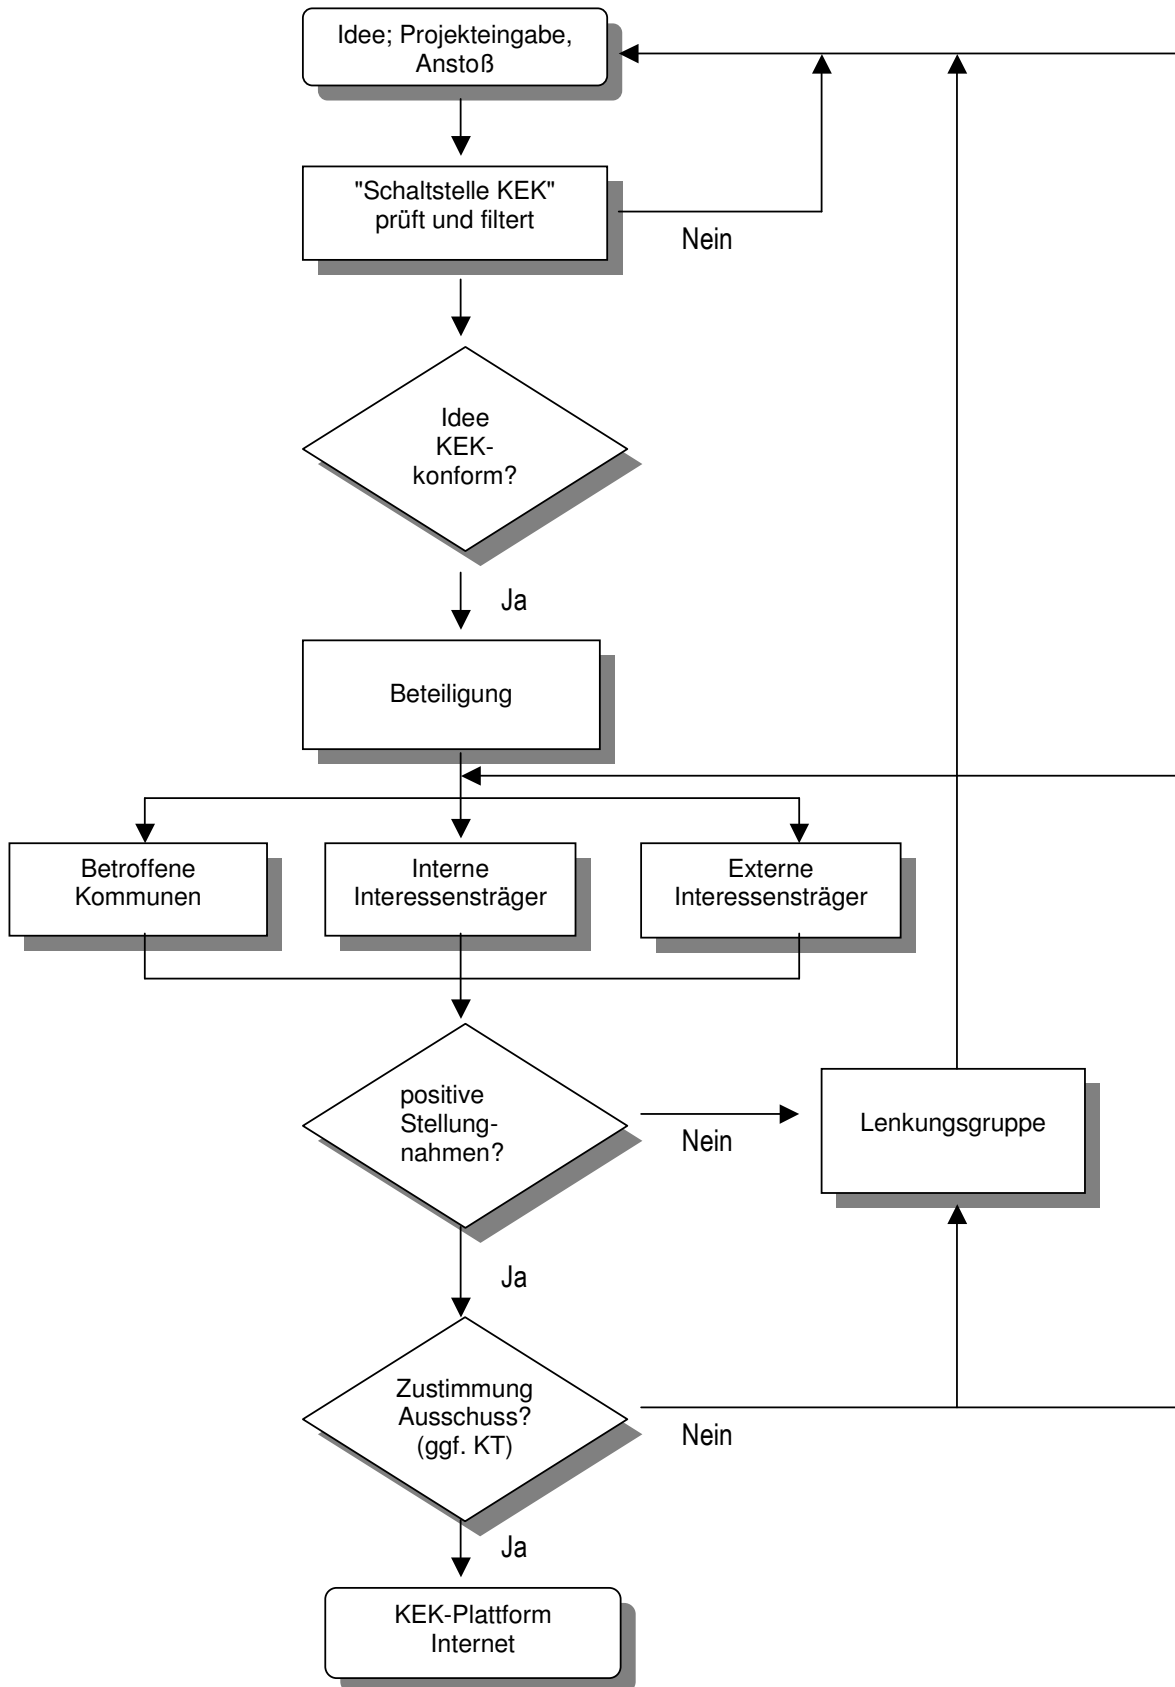 Idee; Projekteingabe,
Anstoß
"Schaltstelle KEK"
prüft und filtert
Nein
Idee
KEK-
konform?
Ja
Beteiligung
Betroffene
Kommunen
Interne
Interessensträger
Externe
Interessensträger
positive
Stellung-
nahmen?
Nein
Lenkungsgruppe
Ja
Zustimmung
Ausschuss?
(ggf. KT)
Nein
Ja
KEK-Plattform
Internet